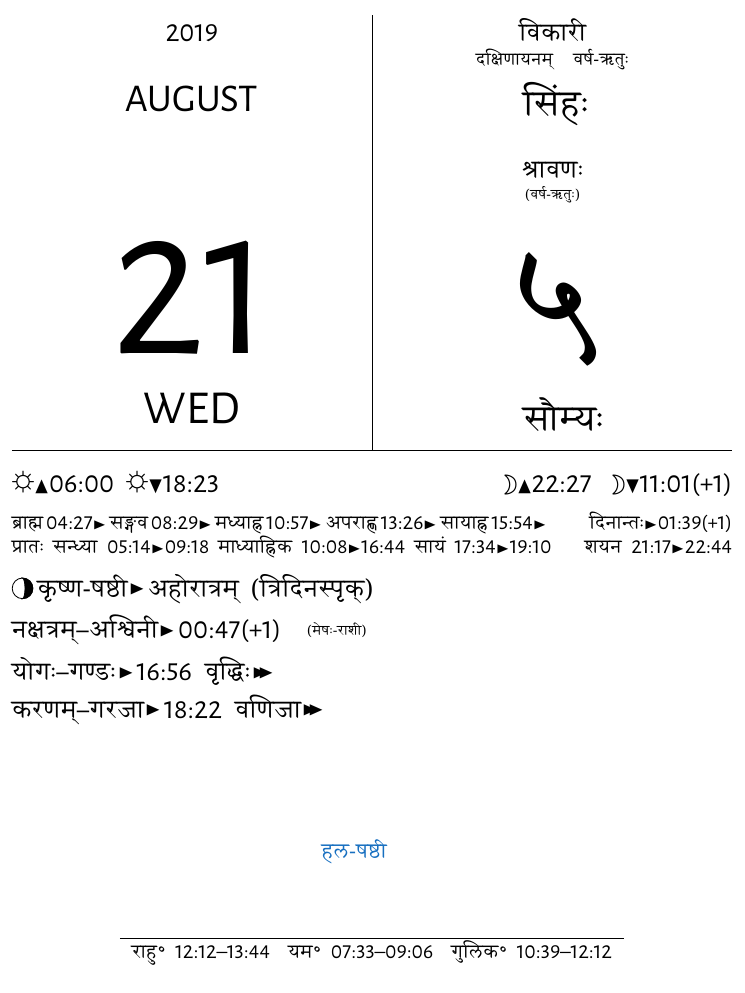 2019
AUGUST
21
WED
विकारी
दक्षिणायनम् वर्ष-ऋतुः
सिंहः
श्रावणः
(वर्ष-ऋतुः)
५
सौम्यः
☼▲06:00 ☼▼18:23 ☽▲22:27 ☽▼11:01(+1)
ब्राह्म 04:27► सङ्गव 08:29► मध्याह्न 10:57► अपराह्ण 13:26► सायाह्न 15:54► दिनान्तः►01:39(+1)
प्रातः सन्ध्या 05:14►09:18 माध्याह्निक 10:08►16:44 सायं 17:34►19:10 शयन 21:17►22:44
कृष्ण-षष्ठी► अहोरात्रम् (त्रिदिनस्पृक्)
नक्षत्रम्–अश्विनी► 00:47(+1) (मेषः-राशी)
योगः–गण्डः►16:56 वृद्धिः►►
करणम्–गरजा►18:22 वणिजा►►
हल-षष्ठी
राहु° 12:12–13:44 यम° 07:33–09:06 गुलिक° 10:39–12:12